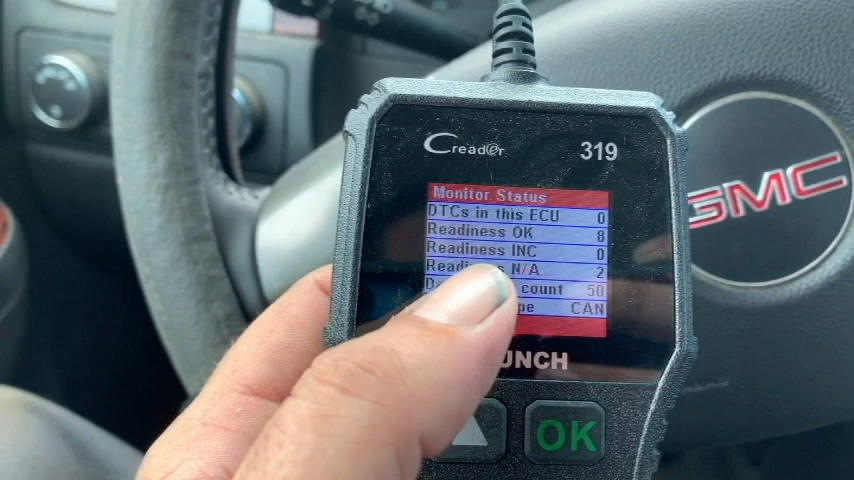 Creader 319
Monitor Status
DTCs in this ECU 0
Readiness OK 8
Readiness INC 0
N/A 2
count 50
CAN
GMC
OK